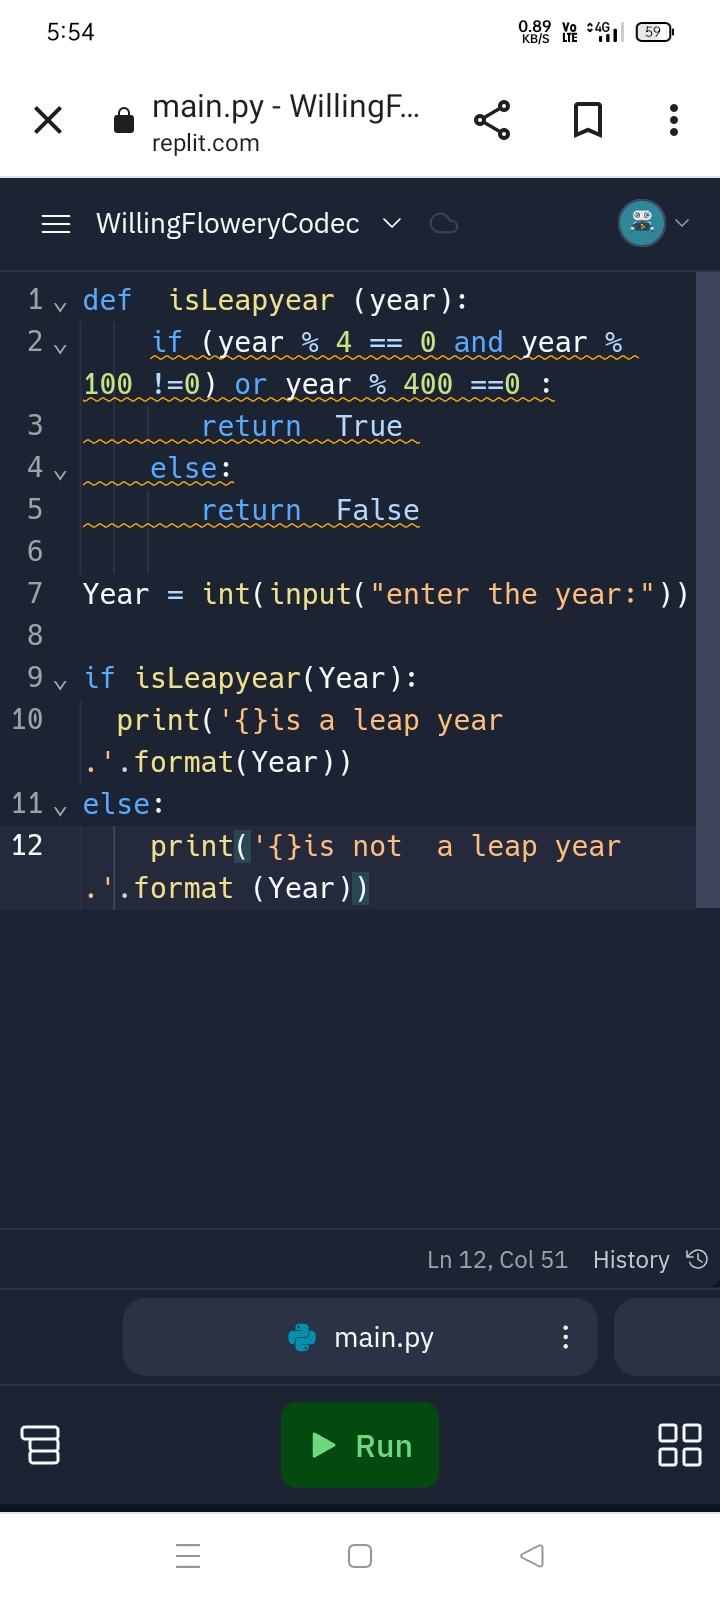 5:54
0.89 KB/S Vo LTE 4G 59
main.py - WillingF...
replit.com
WillingFloweryCodec
1 def  isLeapyear (year):
2     if (year % 4 == 0 and year %
100 !=0) or year % 400 ==0 :
3        return  True
4     else:
5        return  False
6
7 Year = int(input("enter the year:"))
8
9 if isLeapyear(Year):
10   print('{}is a leap year
.'.format(Year))
11 else:
12     print('{}is not  a leap year
.'.format (Year))
Ln 12, Col 51 History
main.py
Run